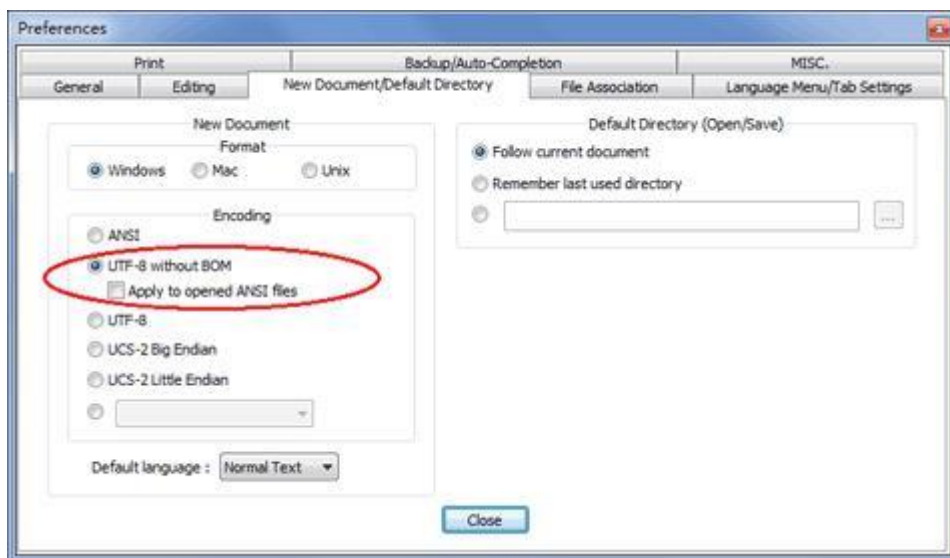 Preferences
Print Backup/Auto-Completion MISC.
General Editing New Document/Default Directory File Association Language Menu/Tab Settings
New Document
Format
Windows Mac Unix
Encoding
ANSI
UTF-8 without BOM
Apply to opened ANSI files
UTF-8
UCS-2 Big Endian
UCS-2 Little Endian
Default language : Normal Text
Default Directory (Open/Save)
Follow current document
Remember last used directory
...
Close